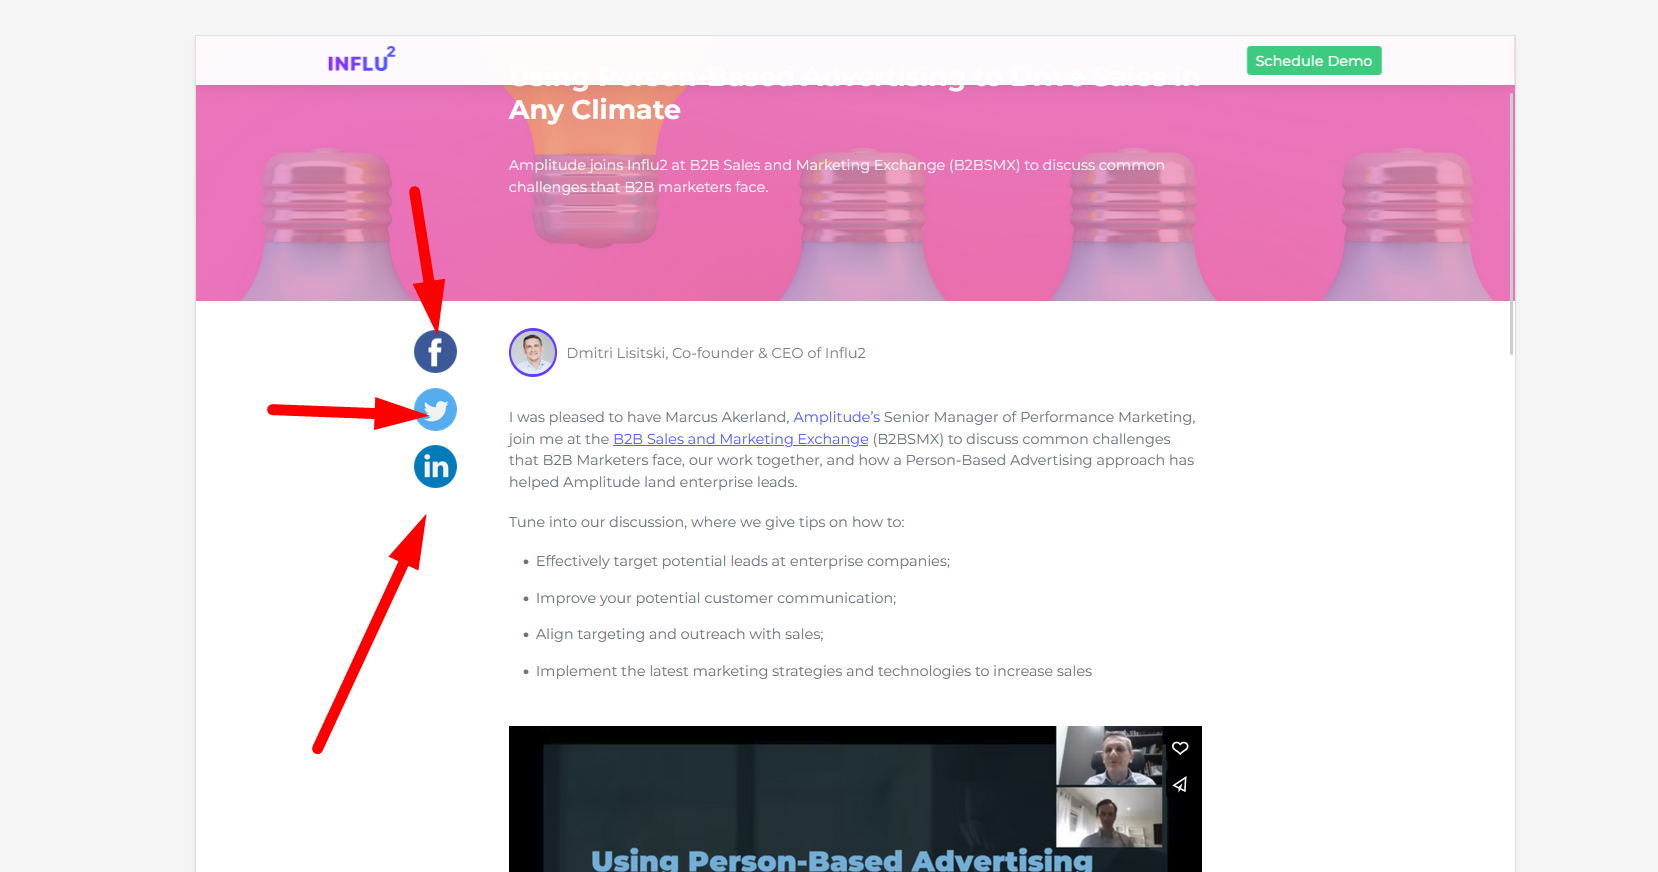 INFLU2
Schedule Demo
Using Person-Based Advertising to Drive Sales in
Any Climate
Amplitude joins Influ2 at B2B Sales and Marketing Exchange (B2BSMX) to discuss common
challenges that B2B marketers face.
Dmitri Lisitski, Co-founder & CEO of Influ2
I was pleased to have Marcus Akerland, Amplitude’s Senior Manager of Performance Marketing,
join me at the B2B Sales and Marketing Exchange (B2BSMX) to discuss common challenges
that B2B Marketers face, our work together, and how a Person-Based Advertising approach has
helped Amplitude land enterprise leads.
Tune into our discussion, where we give tips on how to:
• Effectively target potential leads at enterprise companies;
• Improve your potential customer communication;
• Align targeting and outreach with sales;
• Implement the latest marketing strategies and technologies to increase sales
Using Person-Based Advertising